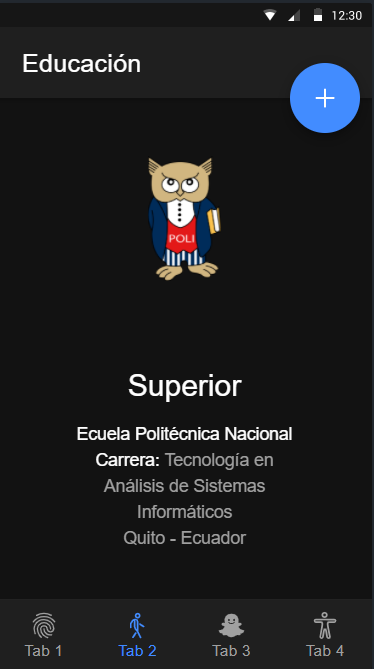 12:30
Educación
POLI
Superior
Ecuela Politécnica Nacional
Carrera: Tecnología en
Análisis de Sistemas
Informáticos
Quito - Ecuador
Tab 1
Tab 2
Tab 3
Tab 4